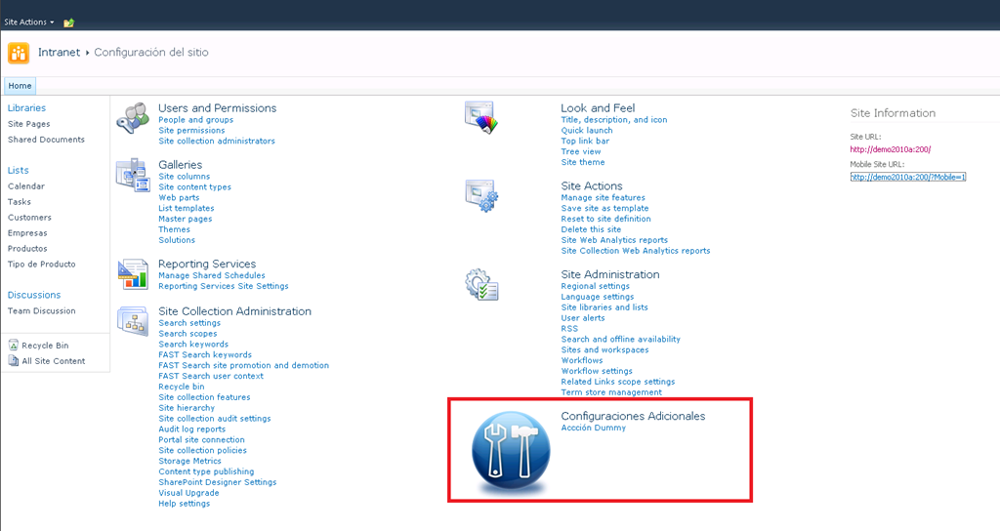 Site Actions
Intranet Configuración del sitio
Home
Libraries
Site Pages
Shared Documents
Lists
Calendar
Tasks
Customers
Empresas
Productos
Tipo de Producto
Discussions
Team Discussion
Recycle Bin
All Site Content
Users and Permissions
People and groups
Site permissions
Site collection administrators
Galleries
Site columns
Site content types
Web parts
List templates
Master pages
Themes
Solutions
Reporting Services
Manage Shared Schedules
Reporting Services Site Settings
Site Collection Administration
Search settings
Search scopes
Search keywords
FAST Search keywords
FAST Search site promotion and demotion
FAST Search user context
Recycle bin
Site collection features
Site hierarchy
Site collection audit settings
Audit log reports
Portal site connection
Site collection policies
Storage Metrics
Content type publishing
SharePoint Designer Settings
Visual Upgrade
Help settings
Look and Feel
Title, description, and icon
Quick launch
Top link bar
Tree view
Site theme
Site Actions
Manage site features
Save site as template
Reset to site definition
Delete this site
Site Web Analytics reports
Site Collection Web Analytics reports
Site Administration
Regional settings
Language settings
Site libraries and lists
User alerts
RSS
Search and offline availability
Sites and workspaces
Workflows
Workflow settings
Related Links scope settings
Term store management
Configuraciones Adicionales
Accción Dummy
Site Information
Site URL:
http://demo2010a:200/
Mobile Site URL:
http://demo2010a:200/?Mobile=1